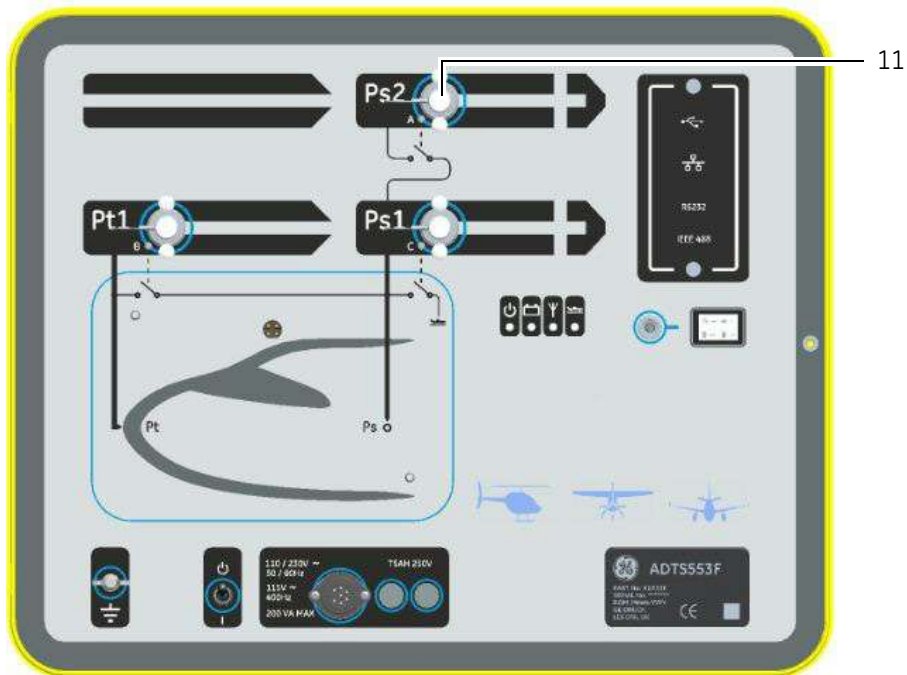 11
Ps2
A
Pt1
B
Ps1
C
RS232
IEEE 488
Pt
Ps
110 / 230V ~
50 / 60Hz
115V ~
400Hz
200 VA MAX
T5AH 250V
I
GE
ADTS553F
CE